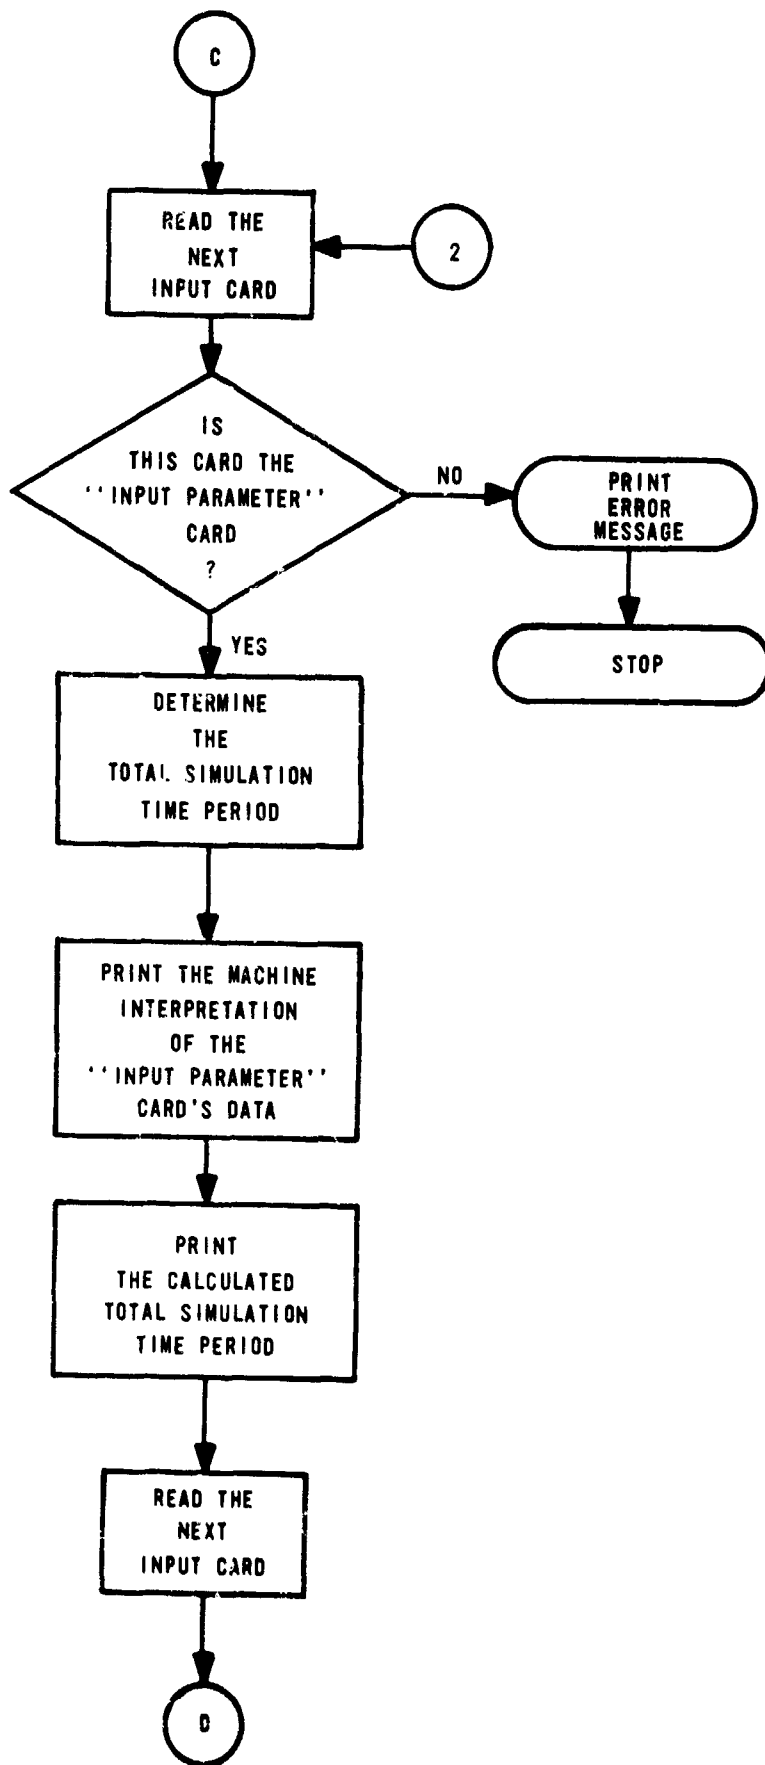 C
READ THE
NEXT
INPUT CARD
2
IS
THIS CARD THE
''INPUT PARAMETER''
CARD
?
NO
PRINT
ERROR
MESSAGE
STOP
YES
DETERMINE
THE
TOTAL SIMULATION
TIME PERIOD
PRINT THE MACHINE
INTERPRETATION
OF THE
''INPUT PARAMETER''
CARD'S DATA
PRINT
THE CALCULATED
TOTAL SIMULATION
TIME PERIOD
READ THE
NEXT
INPUT CARD
D